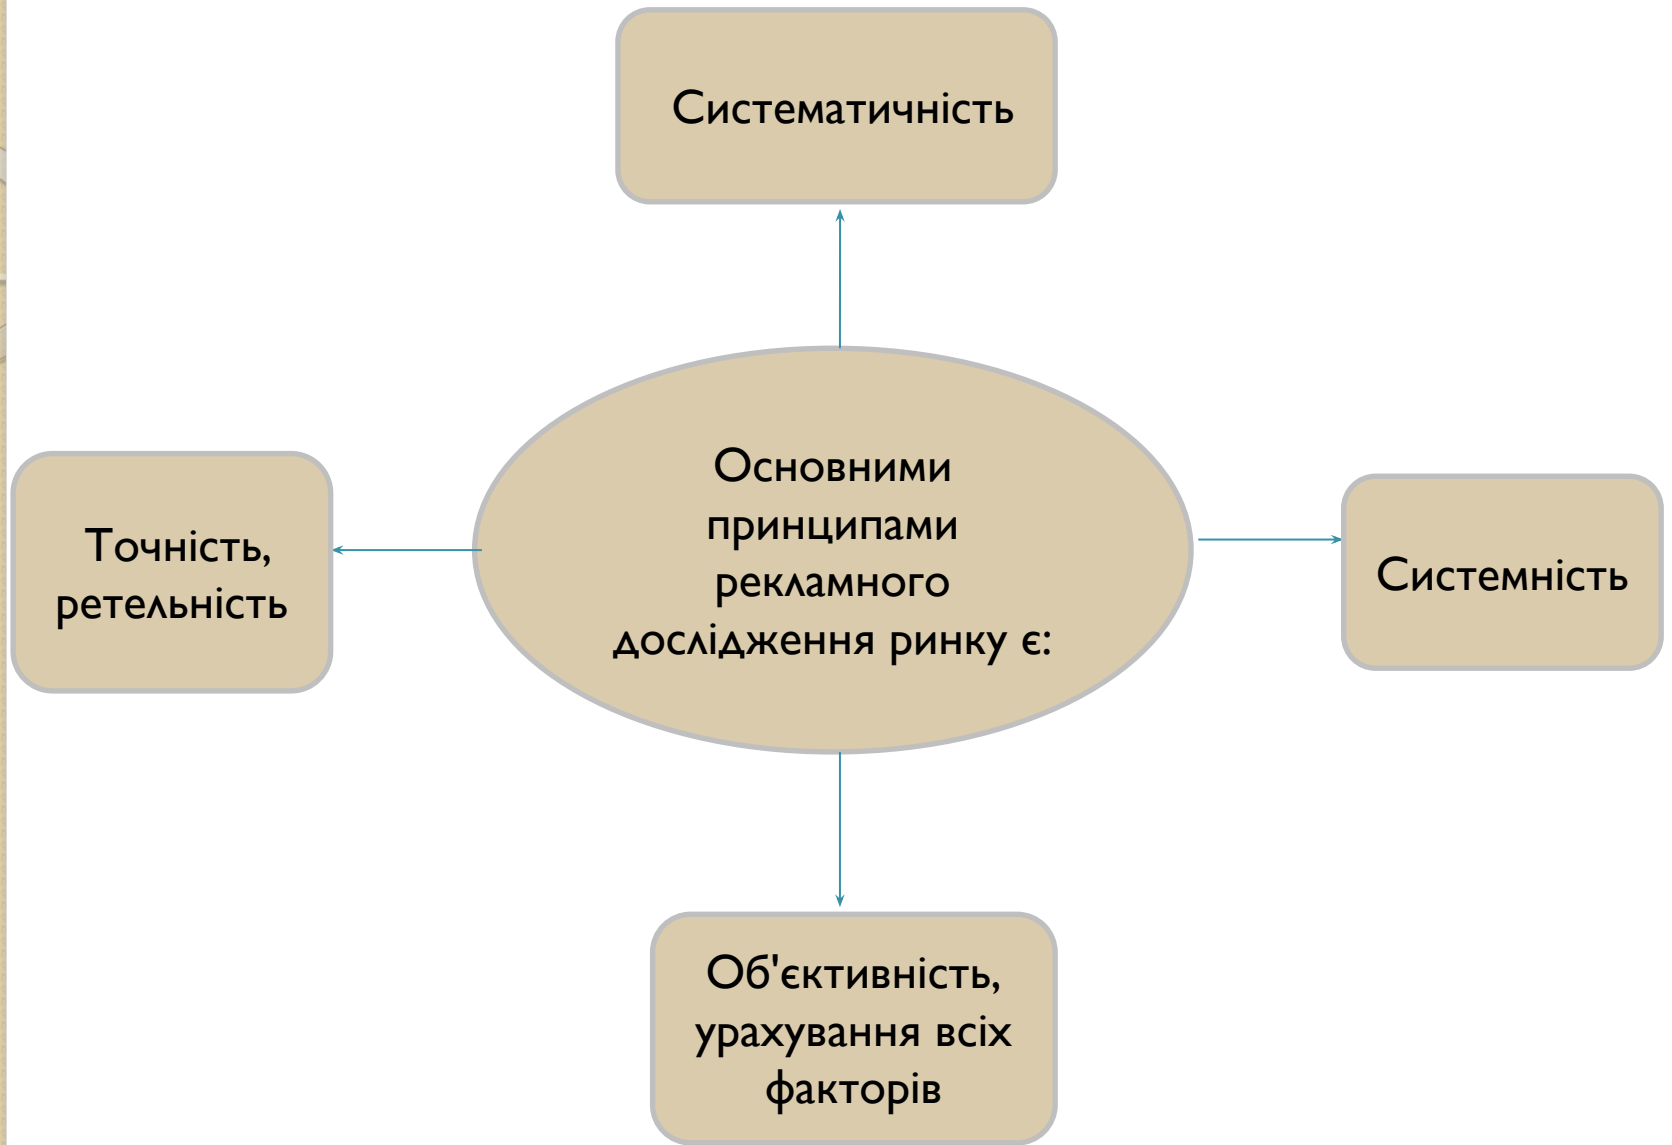 Систематичність
Основними
принципами
рекламного
дослідження ринку є:
Точність,
ретельність
Системність
Об'єктивність,
урахування всіх
факторів